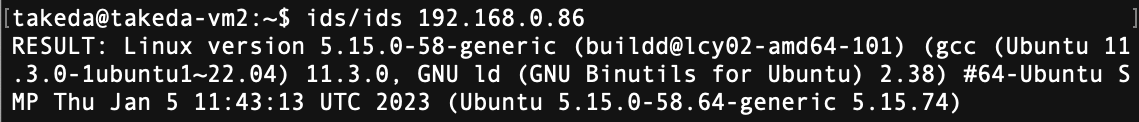 [takeda@takeda-vm2:~$ ids/ids 192.168.0.86 ]
RESULT: Linux version 5.15.0-58-generic (buildd@lcy02-amd64-101) (gcc (Ubuntu 11
.3.0-1ubuntu1~22.04) 11.3.0, GNU ld (GNU Binutils for Ubuntu) 2.38) #64-Ubuntu S
MP Thu Jan 5 11:43:13 UTC 2023 (Ubuntu 5.15.0-58.64-generic 5.15.74)